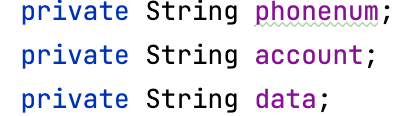 private String phonenum;
private String account;
private String data;